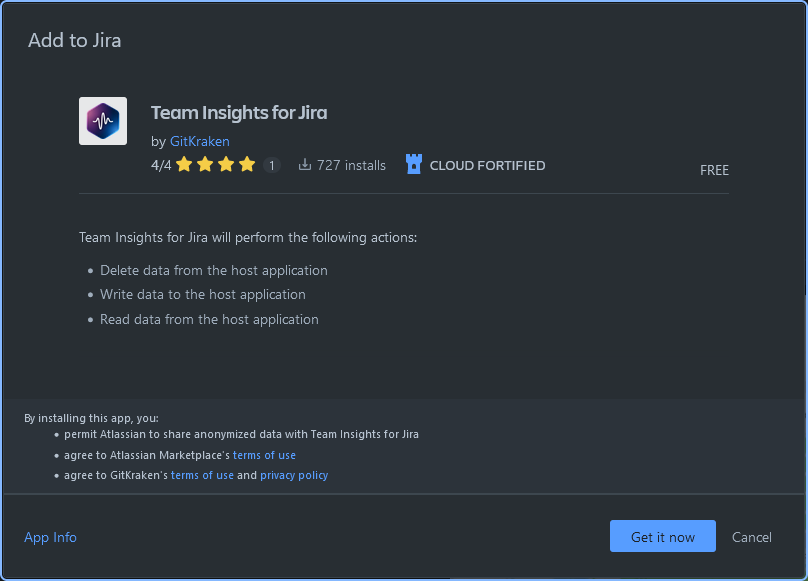 Add to Jira
Team Insights for Jira
by GitKraken
4/4 1 727 installs CLOUD FORTIFIED
FREE
Team Insights for Jira will perform the following actions:
• Delete data from the host application
• Write data to the host application
• Read data from the host application
By installing this app, you:
• permit Atlassian to share anonymized data with Team Insights for Jira
• agree to Atlassian Marketplace's terms of use
• agree to GitKraken's terms of use and privacy policy
App Info Get it now Cancel